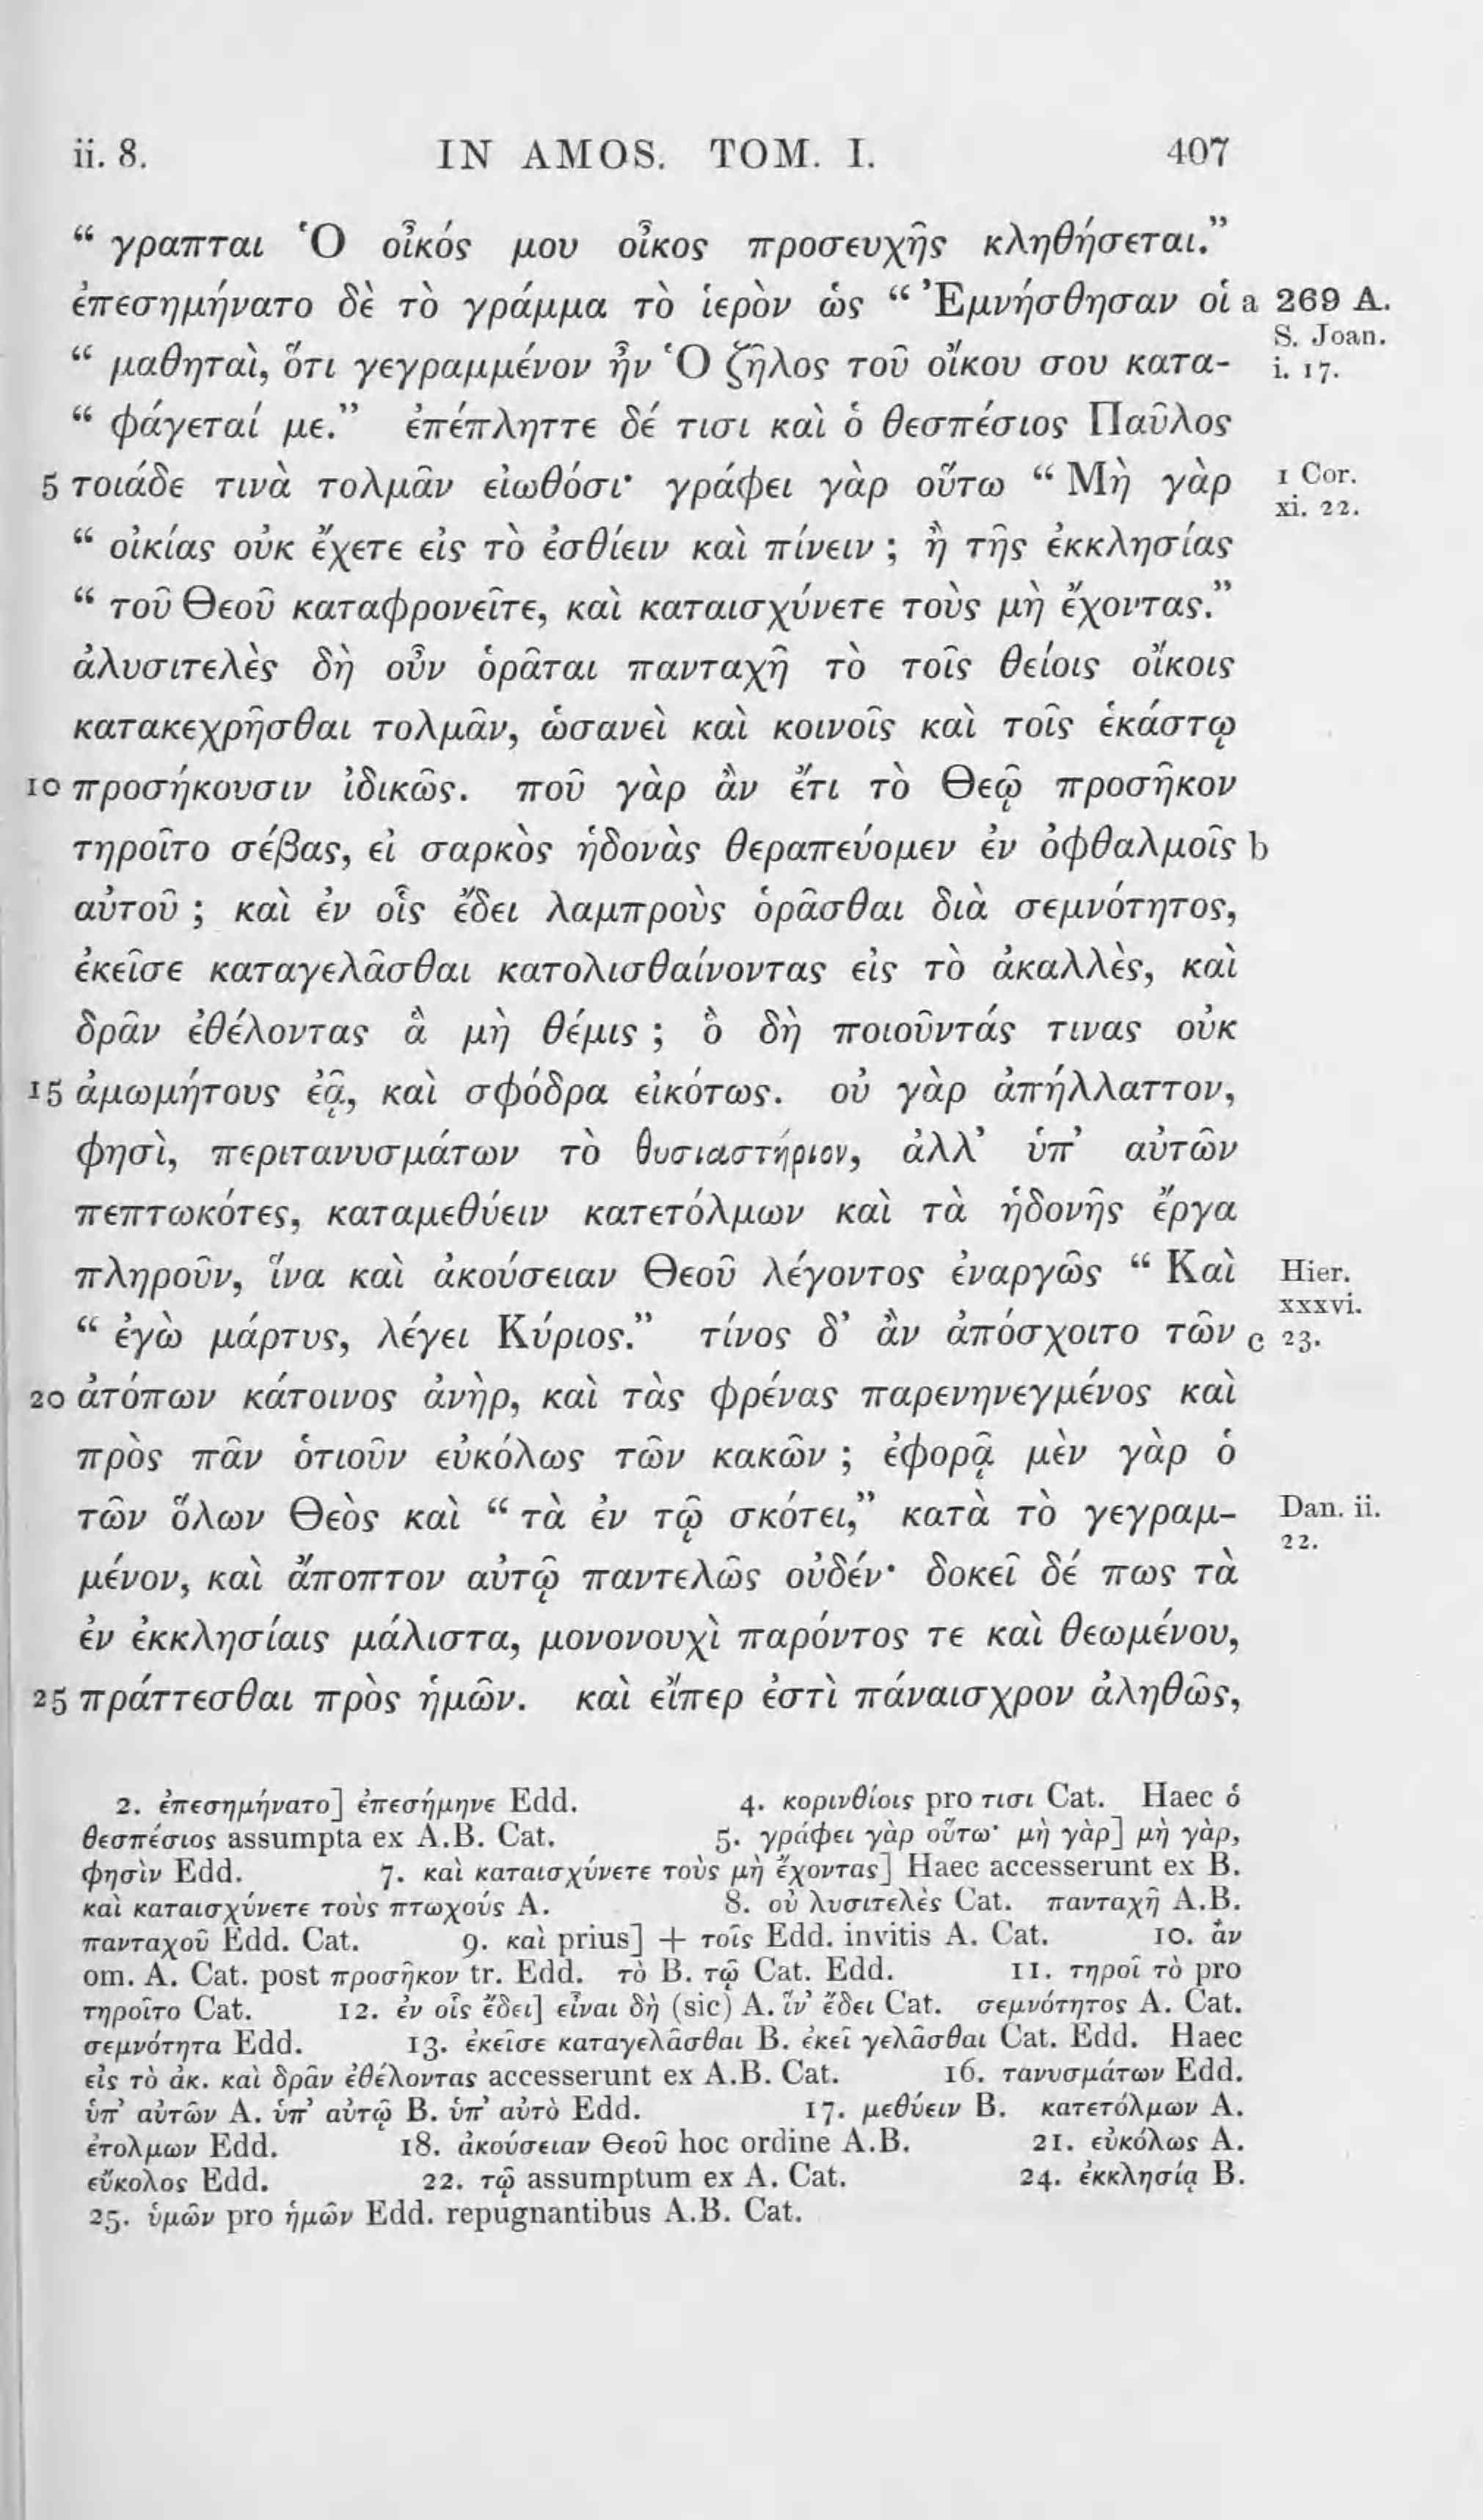 ii. 8. IN AMOS. TOM. I. 407
“ γραπται Ὁ οἶκός μου οἶκος προσευχῆς κληθήσεται.”
ἐπεσημήνατο δὲ τὸ γράμμα τὸ ἱερὸν ὡς “ Ἐμνήσθησαν οἱ a 269 A.
S. Joan.
“ μαθηταὶ, ὅτι γεγραμμένον ἦν Ὁ ζῆλος τοῦ οἴκου σου κατα- i. 17.
“ φάγεταί με.” ἐπέπληττε δέ τισι καὶ ὁ θεσπέσιος Παῦλος
5 τοιάδε τινὰ τολμᾶν εἰωθόσι· γράφει γὰρ οὕτω “ Μὴ γὰρ 1 Cor.
xi. 22.
“ οἰκίας οὐκ ἔχετε εἰς τὸ ἐσθίειν καὶ πίνειν ; ἢ τῆς ἐκκλησίας
“ τοῦ Θεοῦ καταφρονεῖτε, καὶ καταισχύνετε τοὺς μὴ ἔχοντας.”
ἀλυσιτελὲς δὴ οὖν ὁρᾶται πανταχῆ τὸ τοῖς θείοις οἴκοις
κατακεχρῆσθαι τολμᾶν, ὡσανεὶ καὶ κοινοῖς καὶ τοῖς ἑκάστῳ
10 προσήκουσιν ἰδικῶς. ποῦ γὰρ ἂν ἔτι τὸ Θεῷ προσῆκον
τηροῖτο σέβας, εἰ σαρκὸς ἡδονὰς θεραπεύομεν ἐν ὀφθαλμοῖς b
αὐτοῦ ; καὶ ἐν οἷς ἔδει λαμπροὺς ὁρᾶσθαι διὰ σεμνότητος,
ἐκεῖσε καταγελᾶσθαι κατολισθαίνοντας εἰς τὸ ἀκαλλὲς, καὶ
δρᾶν ἐθέλοντας ἃ μὴ θέμις ; ὃ δὴ ποιοῦντάς τινας οὐκ
15 ἀμωμήτους ἐᾷ, καὶ σφόδρα εἰκότως. οὐ γὰρ ἀπήλλαττον,
φησὶ, περιτανυσμάτων τὸ θυσιαστήριον, ἀλλ’ ὑπ’ αὐτῶν
πεπτωκότες, καταμεθύειν κατετόλμων καὶ τὰ ἡδονῆς ἔργα
πληροῦν, ἵνα καὶ ἀκούσειαν Θεοῦ λέγοντος ἐναργῶς “ Καὶ Hier.
xxxvi.
“ ἐγὼ μάρτυς, λέγει Κύριος.” τίνος δ’ ἂν ἀπόσχοιτο τῶν c 23.
20 ἀτόπων κάτοινος ἀνὴρ, καὶ τὰς φρένας παρενηνεγμένος καὶ
πρὸς πᾶν ὁτιοῦν εὐκόλως τῶν κακῶν ; ἐφορᾷ μὲν γὰρ ὁ
τῶν ὅλων Θεὸς καὶ “ τὰ ἐν τῷ σκότει,” κατὰ τὸ γεγραμ- Dan. ii.
22.
μένον, καὶ ἄποπτον αὐτῷ παντελῶς οὐδέν· δοκεῖ δέ πως τὰ
ἐν ἐκκλησίαις μάλιστα, μονονουχὶ παρόντος τε καὶ θεωμένου,
25 πράττεσθαι πρὸς ἡμῶν. καὶ εἴπερ ἐστὶ πάναισχρον ἀληθῶς,
2. ἐπεσημήνατο] ἐπεσήμηνε Edd. 4. κορινθίοις pro τισι Cat. Haec ὁ
θεσπέσιος assumpta ex A.B. Cat. 5. γράφει γὰρ οὕτω· μὴ γὰρ] μὴ γὰρ,
φησὶν Edd. 7. καὶ καταισχύνετε τοὺς μὴ ἔχοντας] Haec accesserunt ex B.
καὶ καταισχύνετε τοὺς πτωχούς A. 8. οὐ λυσιτελὲς Cat. πανταχῆ A.B.
πανταχοῦ Edd. Cat. 9. καὶ prius] + τοῖς Edd. invitis A. Cat. 10. ἂν
om. A. Cat. post προσῆκον tr. Edd. τὸ B. τῷ Cat. Edd. 11. τηροῖ τὸ pro
τηροῖτο Cat. 12. ἐν οἷς ἔδει] εἶναι δὴ (sic) A. ἵν’ ἔδει Cat. σεμνότητος A. Cat.
σεμνότητα Edd. 13. ἐκεῖσε καταγελᾶσθαι B. ἐκεῖ γελᾶσθαι Cat. Edd. Haec
εἰς τὸ ἀκ. καὶ δρᾶν ἐθέλοντας accesserunt ex A.B. Cat. 16. τανυσμάτων Edd.
ὑπ’ αὐτῶν A. ὑπ’ αὐτῷ B. ὑπ’ αὐτὸ Edd. 17. μεθύειν B. κατετόλμων A.
ἐτολμων Edd. 18. ἀκούσειαν Θεοῦ hoc ordine A.B. 21. εὐκόλως A.
εὔκολος Edd. 22. τῷ assumptum ex A. Cat. 24. ἐκκλησίᾳ B.
25. ὑμῶν pro ἡμῶν Edd. repugnantibus A.B. Cat.